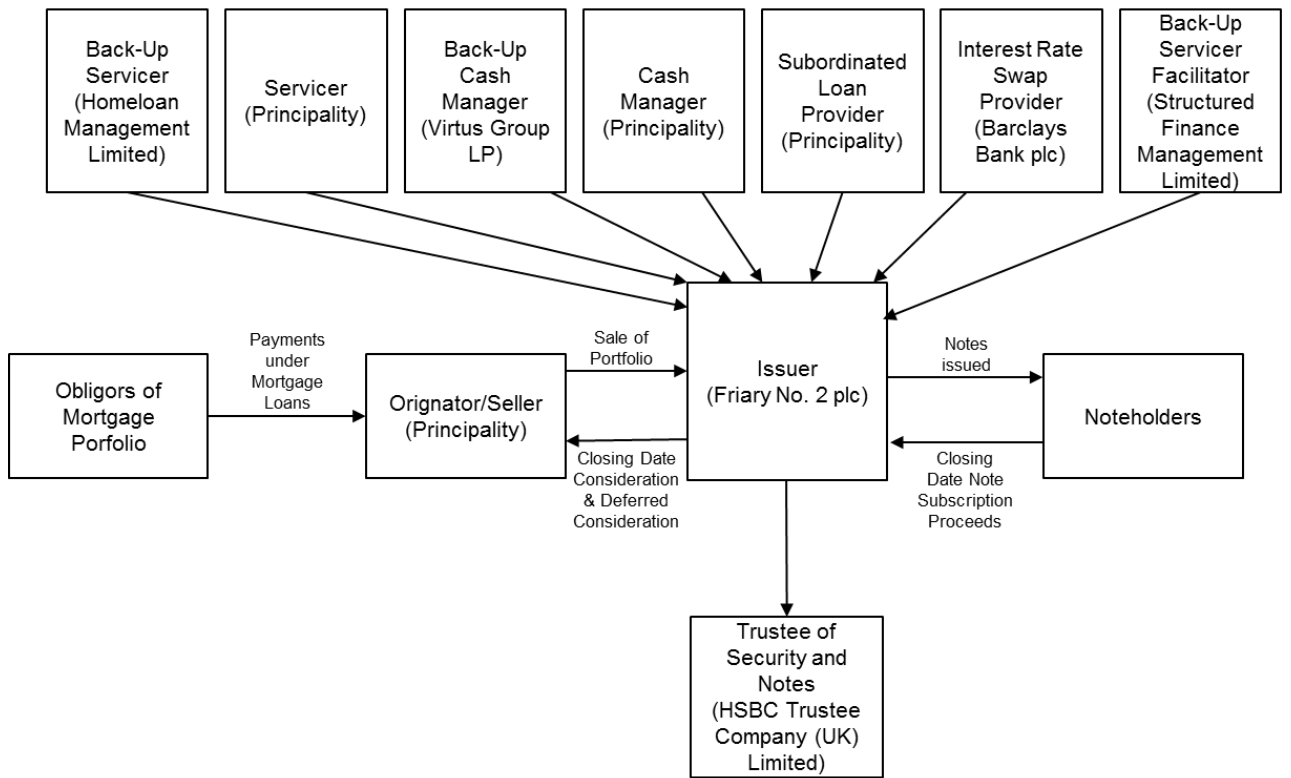 Back-Up
Servicer
(Homeloan
Management
Limited)
Servicer
(Principality)
Back-Up
Cash
Manager
(Virtus Group
LP)
Cash
Manager
(Principality)
Subordinated
Loan
Provider
(Principality)
Interest Rate
Swap
Provider
(Barclays
Bank plc)
Back-Up
Servicer
Facilitator
(Structured
Finance
Management
Limited)
Obligors of
Mortgage
Porfolio
Payments
under
Mortgage
Loans
Orignator/Seller
(Principality)
Sale of
Portfolio
Closing Date
Consideration
& Deferred
Consideration
Issuer
(Friary No. 2 plc)
Notes
issued
Closing
Date Note
Subscription
Proceeds
Noteholders
Trustee of
Security and
Notes
(HSBC Trustee
Company (UK)
Limited)